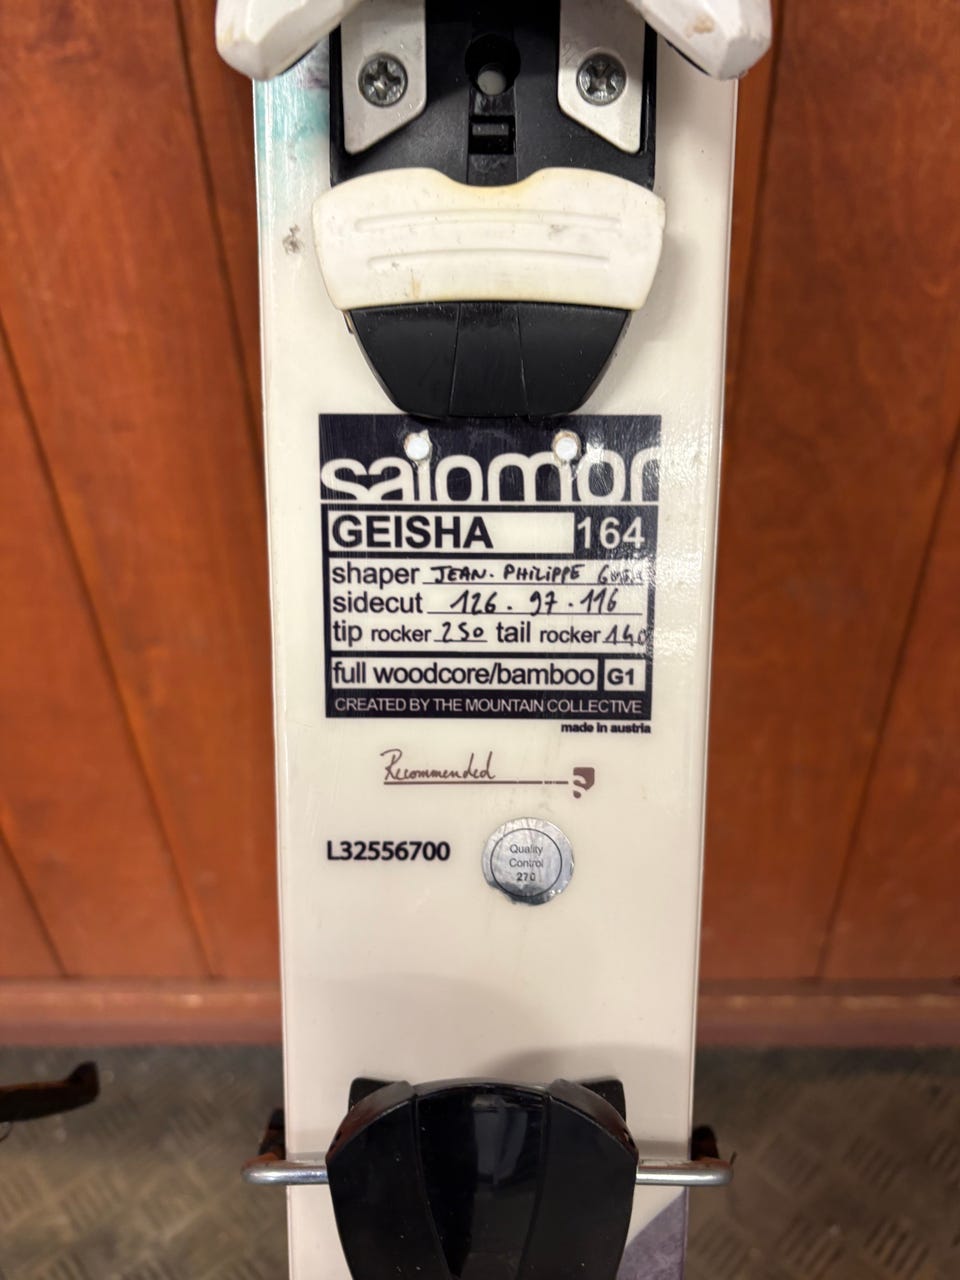 salomon
GEISHA 164
shaper JEAN-PHILIPPE
sidecut 126.97.116
tip rocker 250 tail rocker 140
full woodcore/bamboo G1
CREATED BY THE MOUNTAIN COLLECTIVE
made in austria
Recommended
L32556700
Quality
Control
270